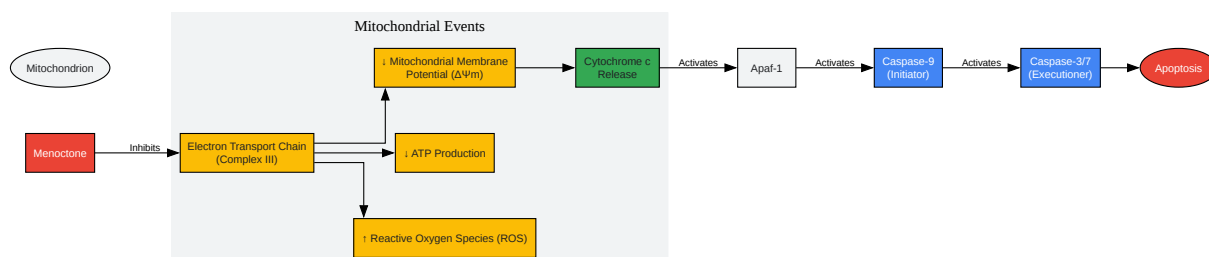 Mitochondrial Events
Mitochondrion
↓ Mitochondrial Membrane
Potential (ΔΨm)
Cytochrome c
Release
Activates
Apaf-1
Activates
Caspase-9
(Initiator)
Activates
Caspase-3/7
(Executioner)
Apoptosis
Menoctone
Inhibits
Electron Transport Chain
(Complex III)
↓ ATP Production
↑ Reactive Oxygen Species (ROS)